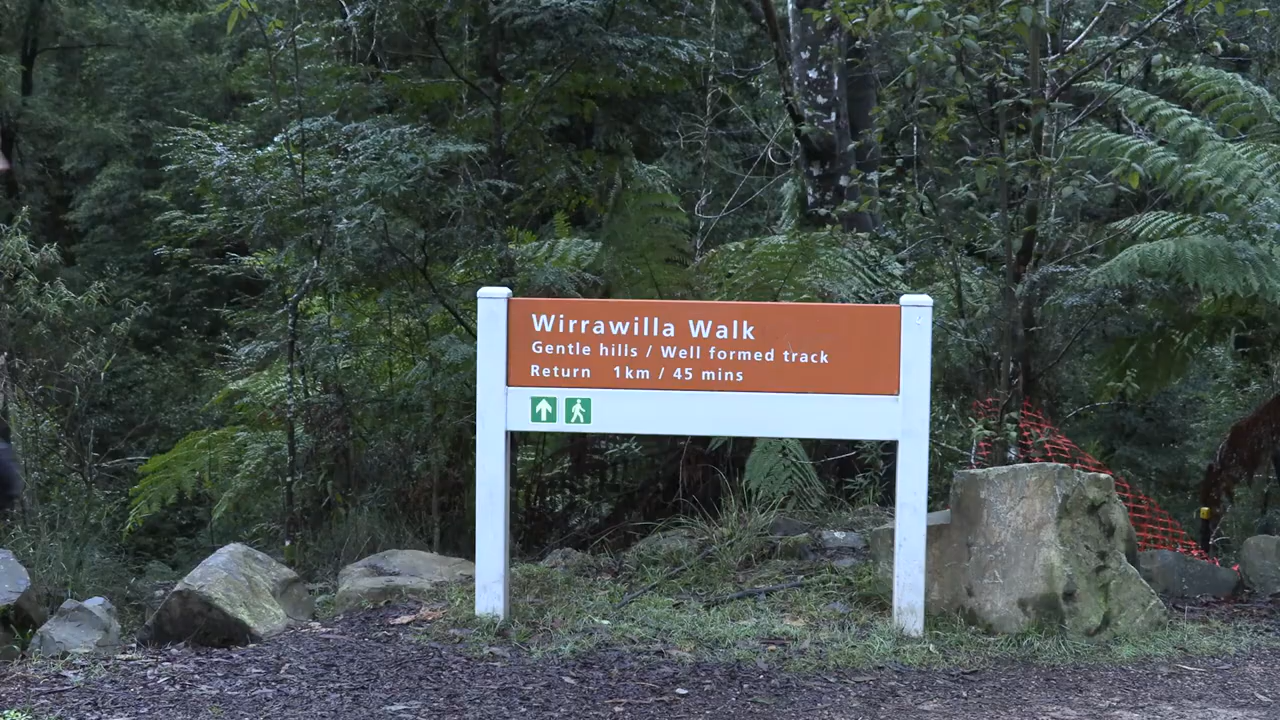 Wirrawilla Walk
Gentle hills / Well formed track
Return 1km / 45 mins